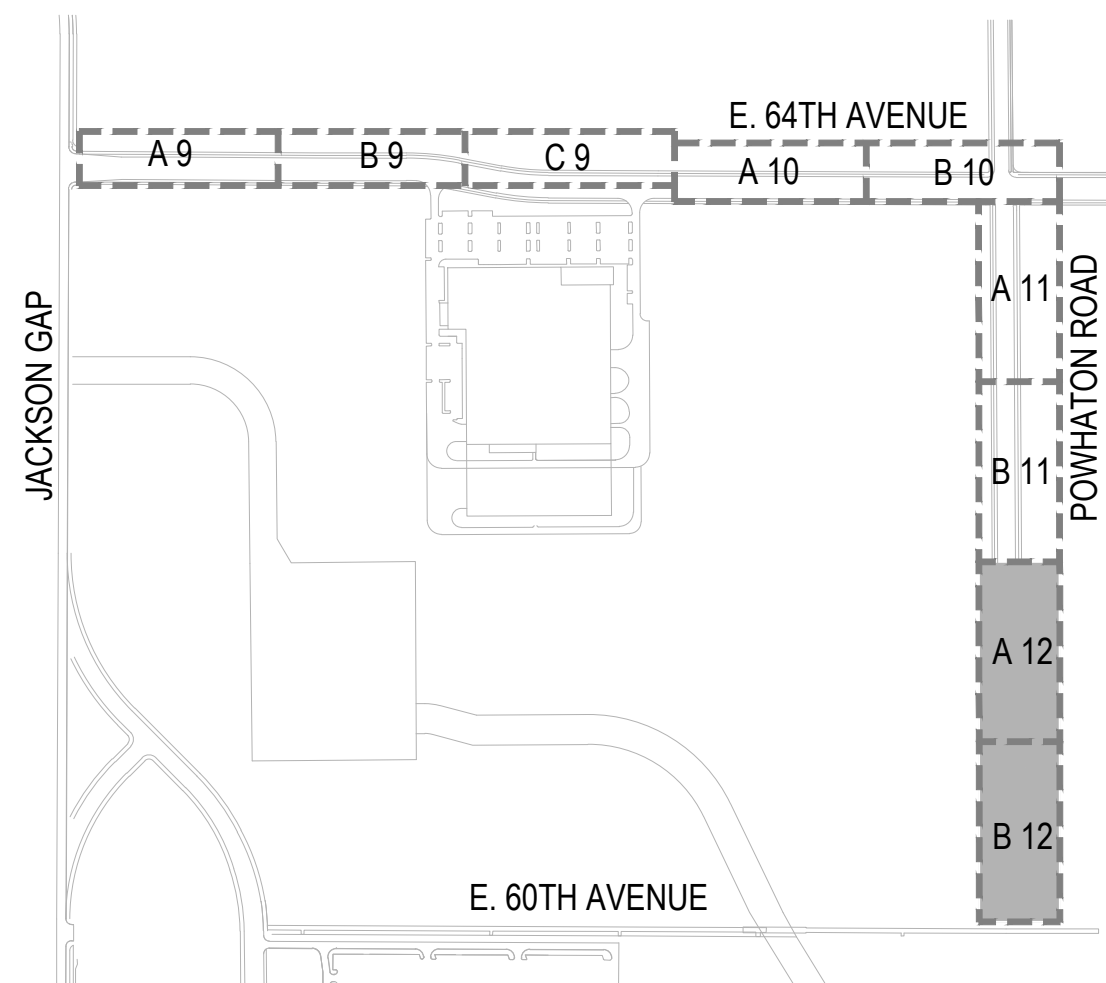 E. 64TH AVENUE
A 9
B 9
C 9
A 10
B 10
JACKSON GAP
A 11
POWHATON ROAD
B 11
A 12
B 12
E. 60TH AVENUE